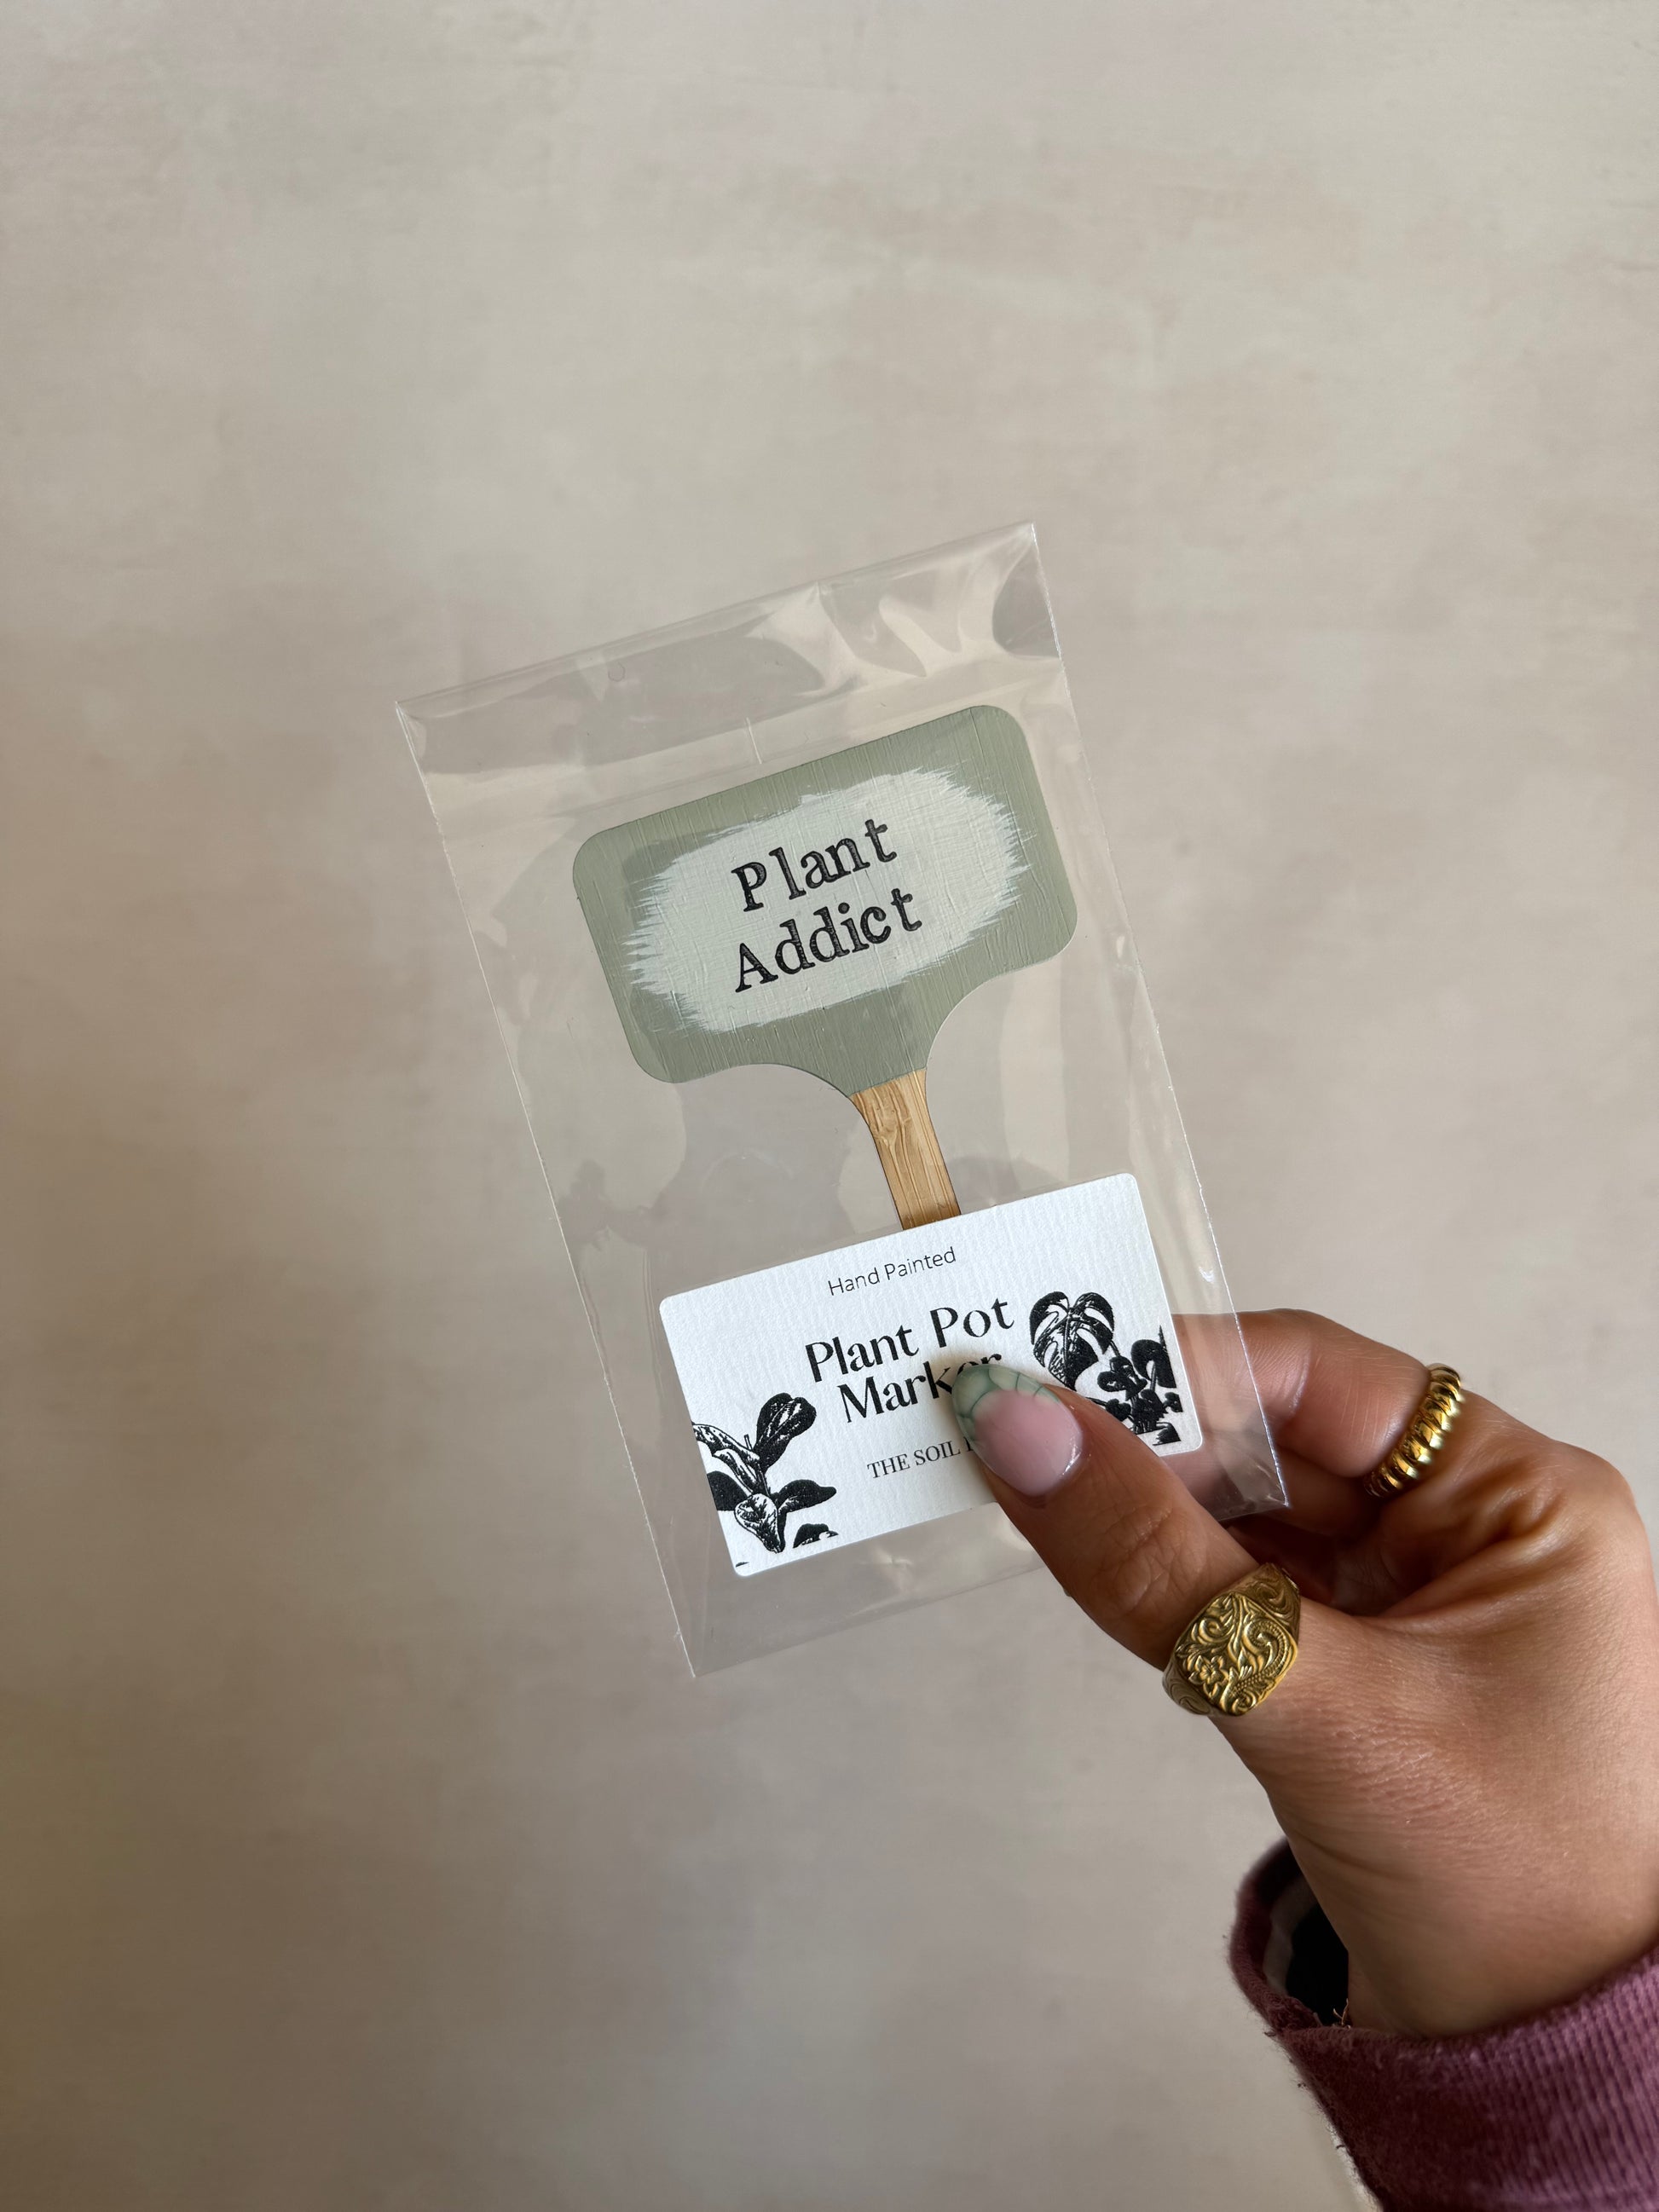 Plant
Addict
Hand Painted
Plant Pot
Marker
THE SOIL